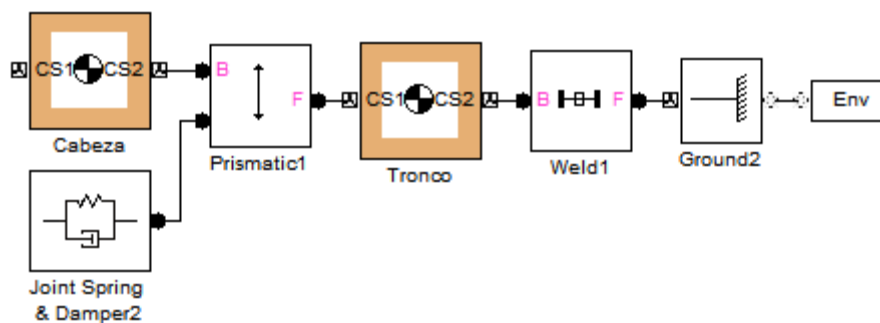 CS1 CS2
Cabeza
B
F
Prismatic1
CS1 CS2
Tronco
B
F
Weld1
Ground2
Env
Joint Spring
& Damper2